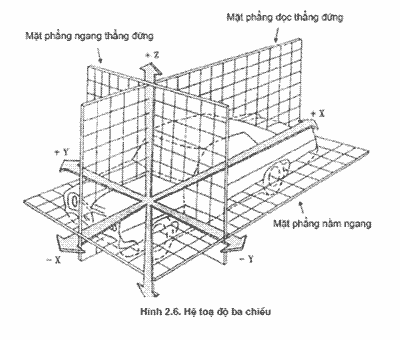 Mặt phẳng dọc thẳng đứng
Mặt phẳng ngang thẳng đứng
+ Z
+ X
+ Y
Mặt phẳng nằm ngang
- X
- Y
Hình 2.6. Hệ toạ độ ba chiều